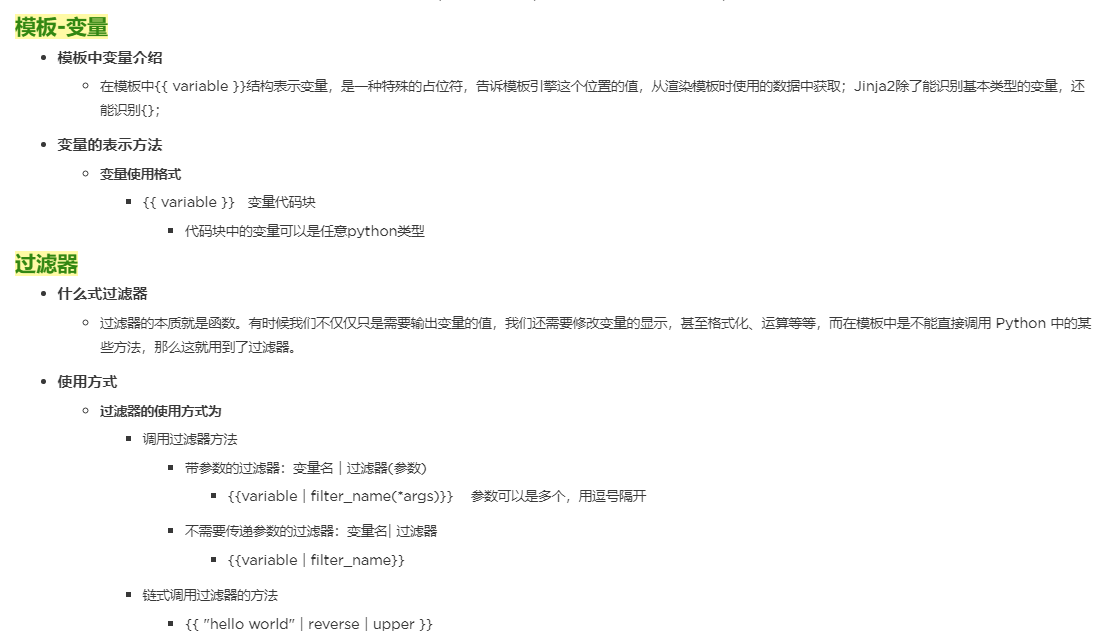 模板-变量
模板中变量介绍
在模板中{{ variable }}结构表示变量，是一种特殊的占位符，告诉模板引擎这个位置的值，从渲染模板时使用的数据中获取；Jinja2除了能识别基本类型的变量，还
能识别{}；
变量的表示方法
变量使用格式
{{ variable }} 变量代码块
代码块中的变量可以是任意python类型
过滤器
什么式过滤器
过滤器的本质就是函数。有时候我们不仅仅只是需要输出变量的值，我们还需要修改变量的显示，甚至格式化、运算等等，而在模板中是不能直接调用 Python 中的某
些方法，那么这就用到了过滤器。
使用方式
过滤器的使用方式为
调用过滤器方法
带参数的过滤器：变量名 | 过滤器(参数)
{{variable | filter_name(*args)}} 参数可以是多个，用逗号隔开
不需要传递参数的过滤器：变量名| 过滤器
{{variable | filter_name}}
链式调用过滤器的方法
{{ "hello world" | reverse | upper }}